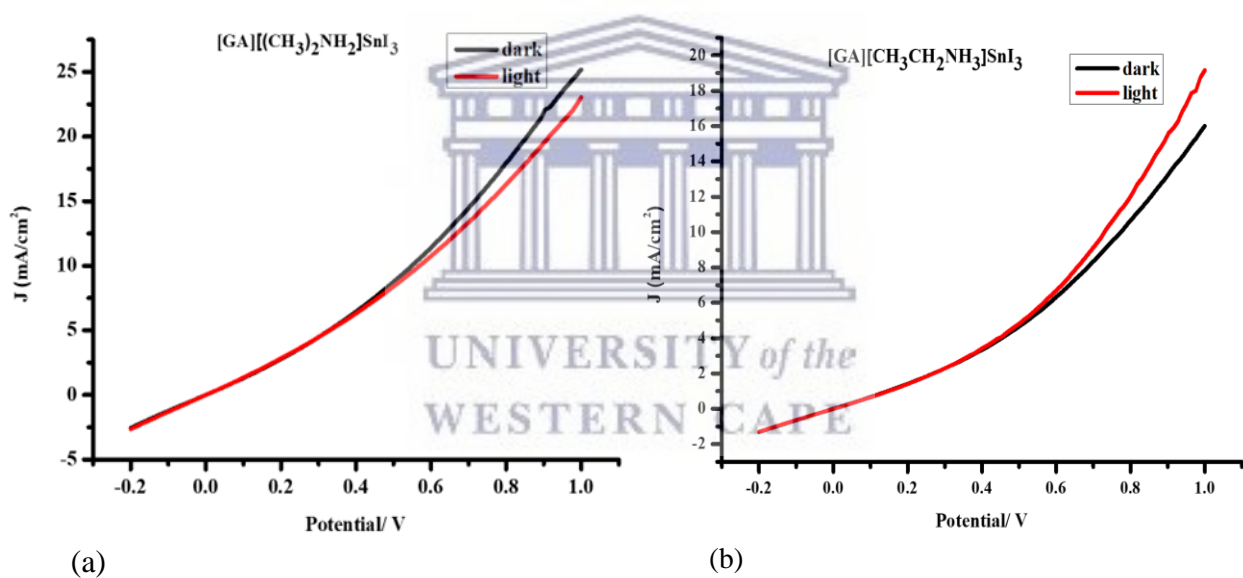 [GA][(CH3)2NH2]SnI3
dark
light
25
20
15
10
5
0
-5
J (mA/cm²)
-0.2 0.0 0.2 0.4 0.6 0.8 1.0
Potential/ V
(a)
[GA][CH3CH2NH3]SnI3
dark
light
20
18
16
14
12
10
8
6
4
2
0
-2
J (mA/cm²)
-0.2 0.0 0.2 0.4 0.6 0.8 1.0
Potential/ V
(b)
UNIVERSITY of the
WESTERN CAPE